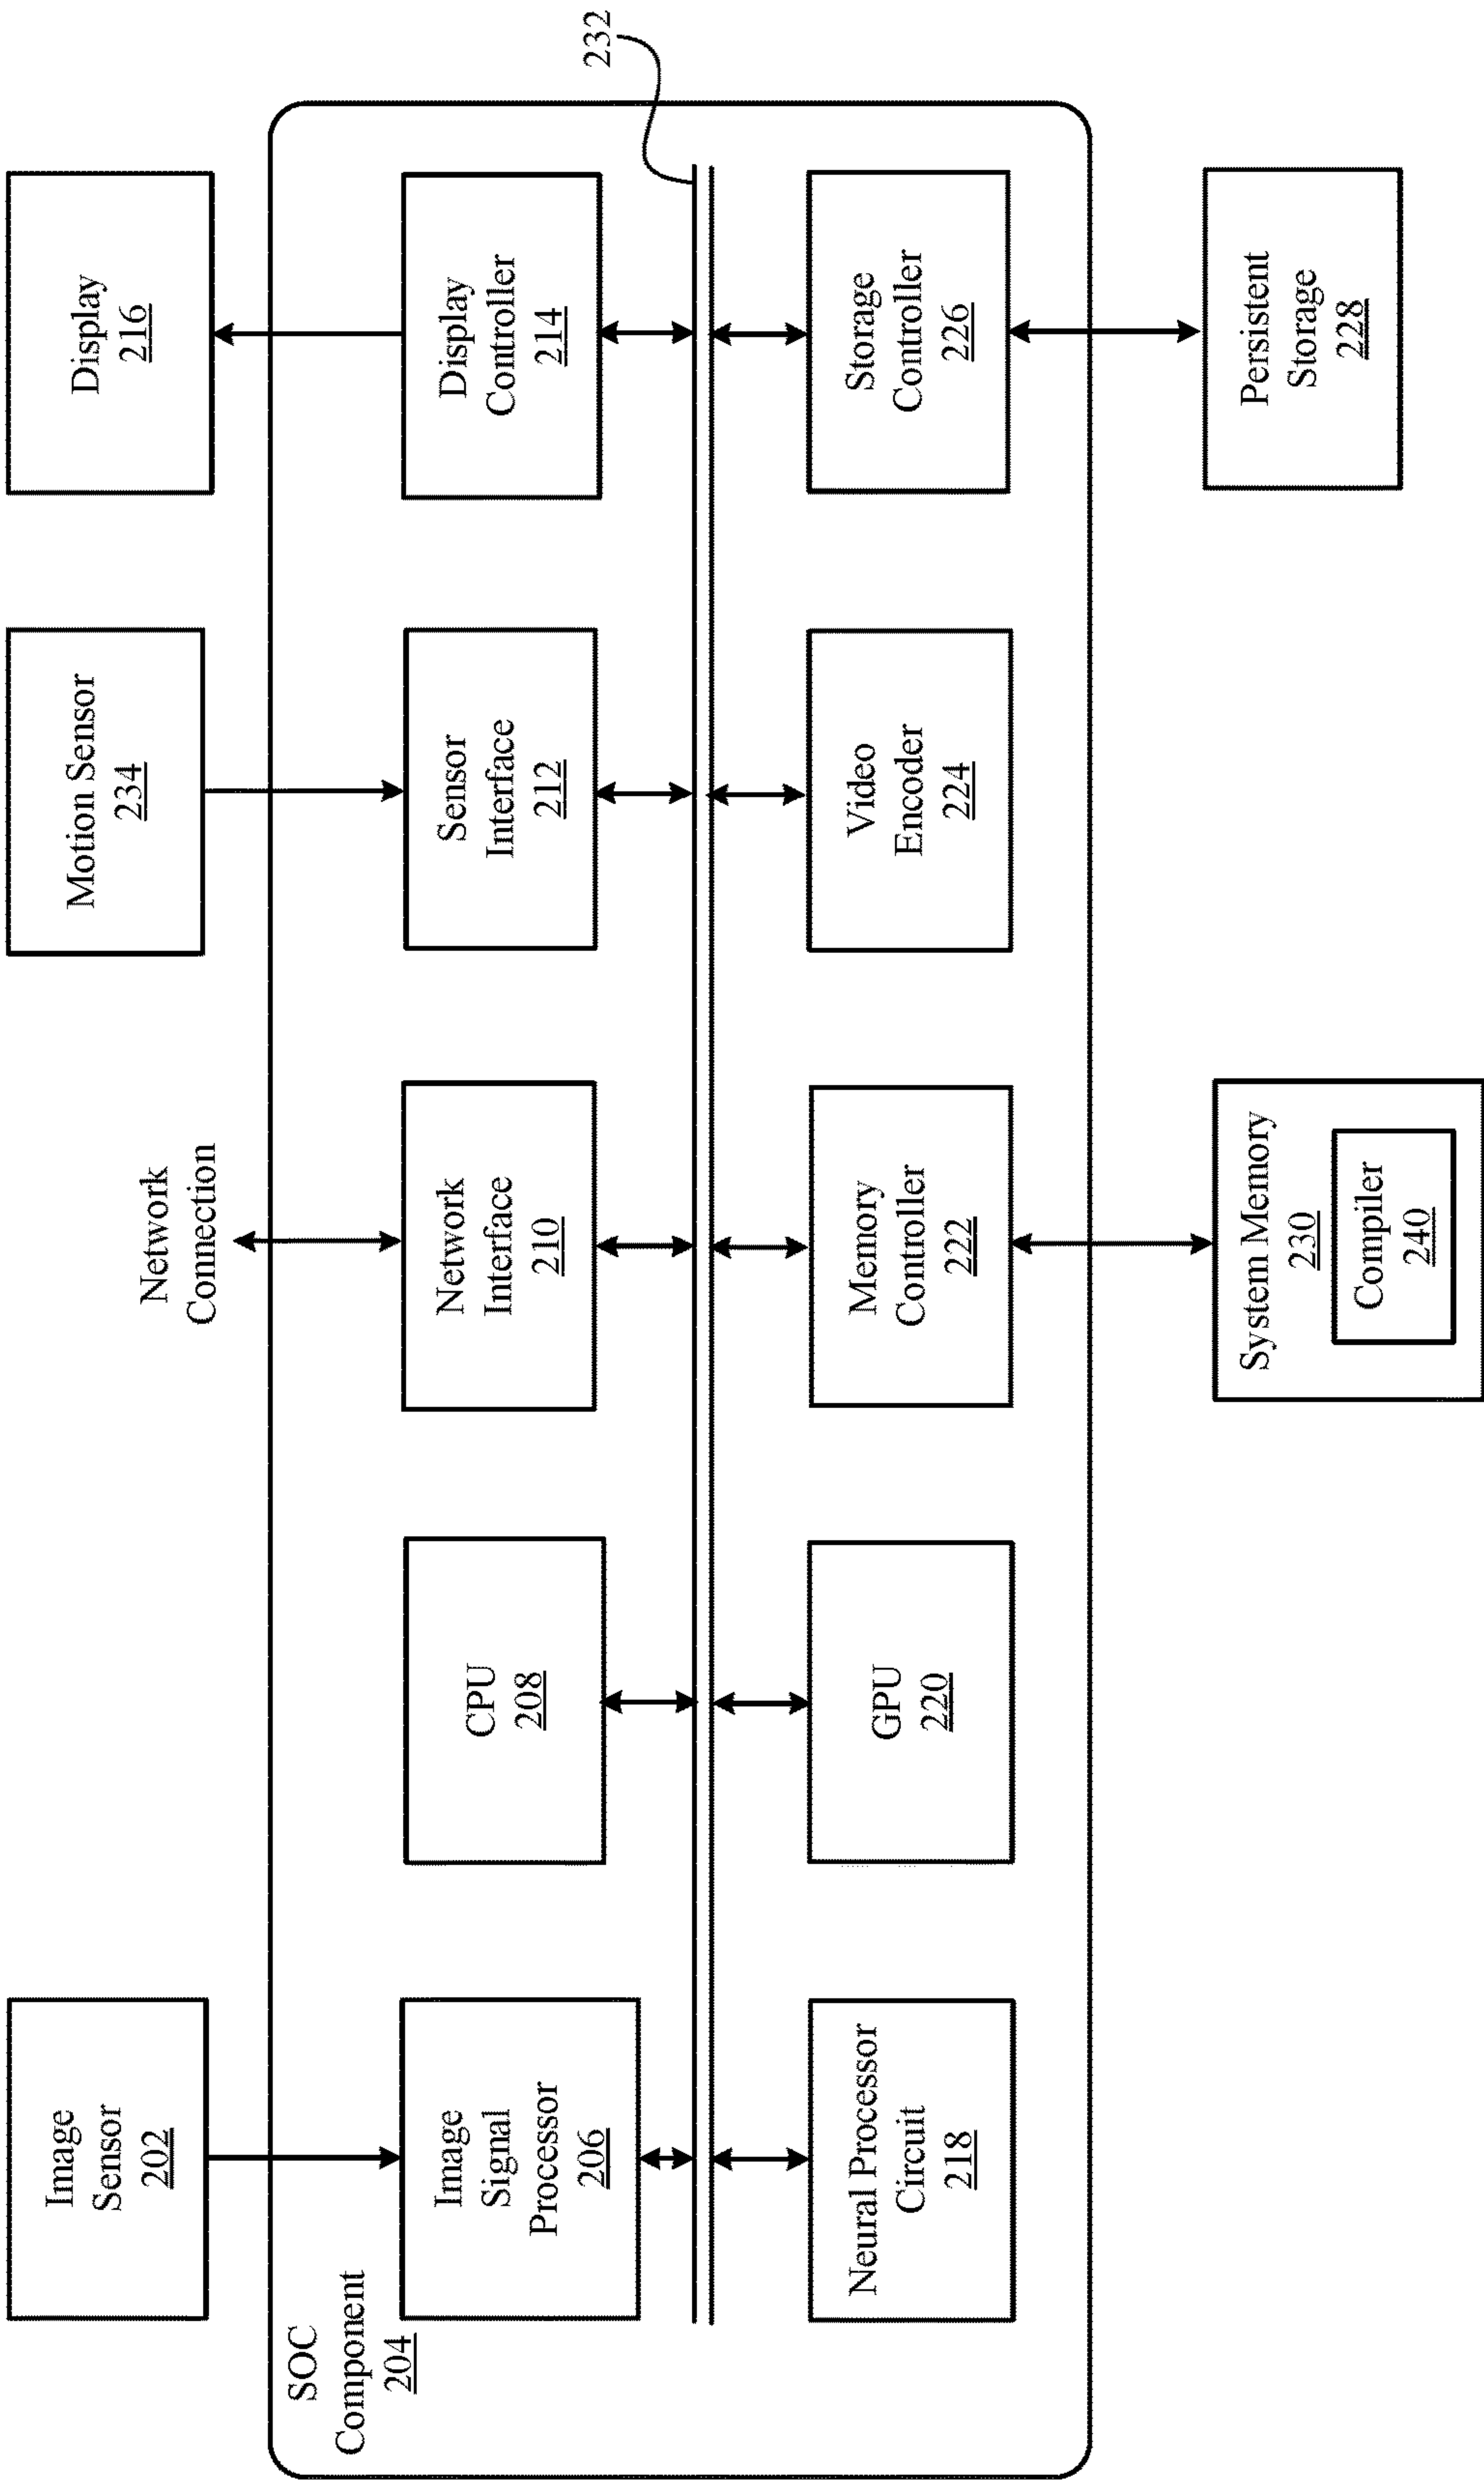 Image
Sensor
202
Motion Sensor
234
Display
216
Network
Connection
SOC
Component
204
Image
Signal
Processor
206
CPU
208
Network
Interface
210
Sensor
Interface
212
Display
Controller
214
232
Neural Processor
Circuit
218
GPU
220
Memory
Controller
222
Video
Encoder
224
Storage
Controller
226
System Memory
230
Compiler
240
Persistent
Storage
228